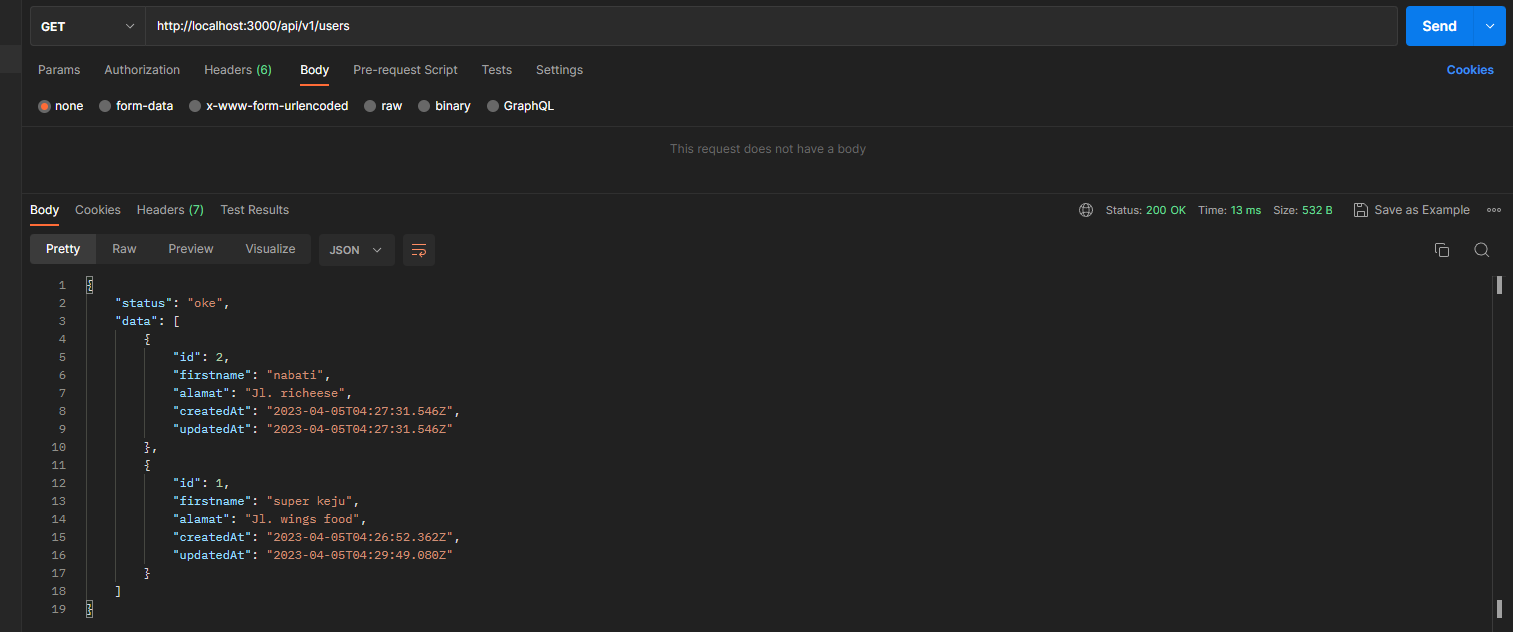 GET http://localhost:3000/api/v1/users Send
Params Authorization Headers (6) Body Pre-request Script Tests Settings Cookies
none form-data x-www-form-urlencoded raw binary GraphQL
This request does not have a body
Body Cookies Headers (7) Test Results Status: 200 OK Time: 13 ms Size: 532 B Save as Example
Pretty Raw Preview Visualize JSON
1 {
2 "status": "oke",
3 "data": [
4 {
5 "id": 2,
6 "firstname": "nabati",
7 "alamat": "Jl. richeese",
8 "createdAt": "2023-04-05T04:27:31.546Z",
9 "updatedAt": "2023-04-05T04:27:31.546Z"
10 },
11 {
12 "id": 1,
13 "firstname": "super keju",
14 "alamat": "Jl. wings food",
15 "createdAt": "2023-04-05T04:26:52.362Z",
16 "updatedAt": "2023-04-05T04:29:49.080Z"
17 }
18 ]
19 }